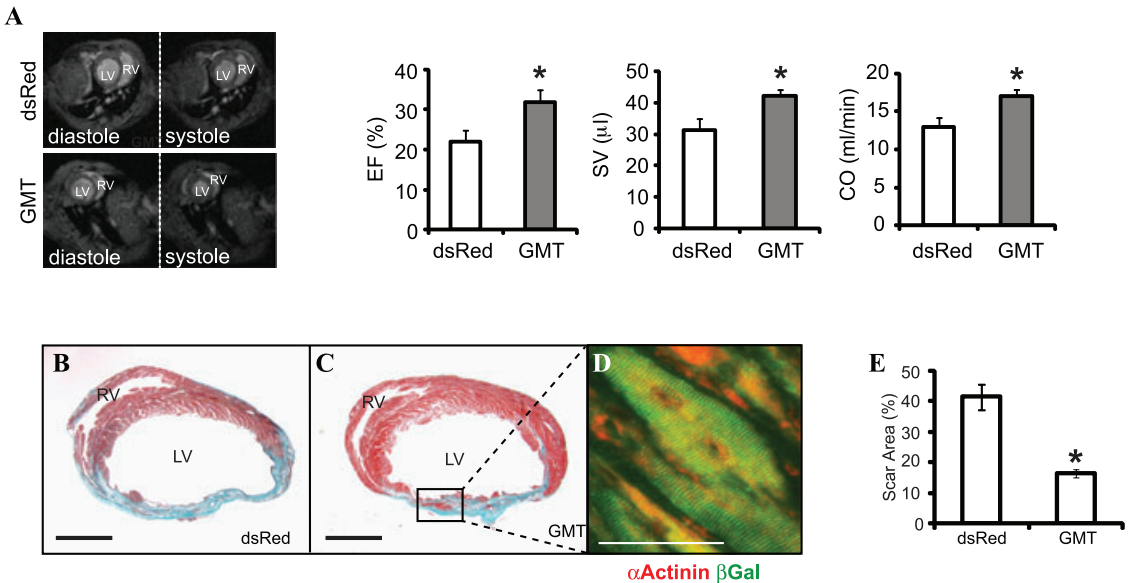 A
dsRed
LV RV
diastole
systole
LV RV
GMT
LV RV
diastole
systole
LV RV
EF (%)
40
30
20
10
0
*
dsRed GMT
SV (µl)
60
50
40
30
20
10
0
*
dsRed GMT
CO (ml/min)
20
15
10
5
0
*
dsRed GMT
B
RV
LV
dsRed
C
RV
LV
GMT
D
αActinin βGal
E
Scar Area (%)
50
40
30
20
10
0
*
dsRed GMT